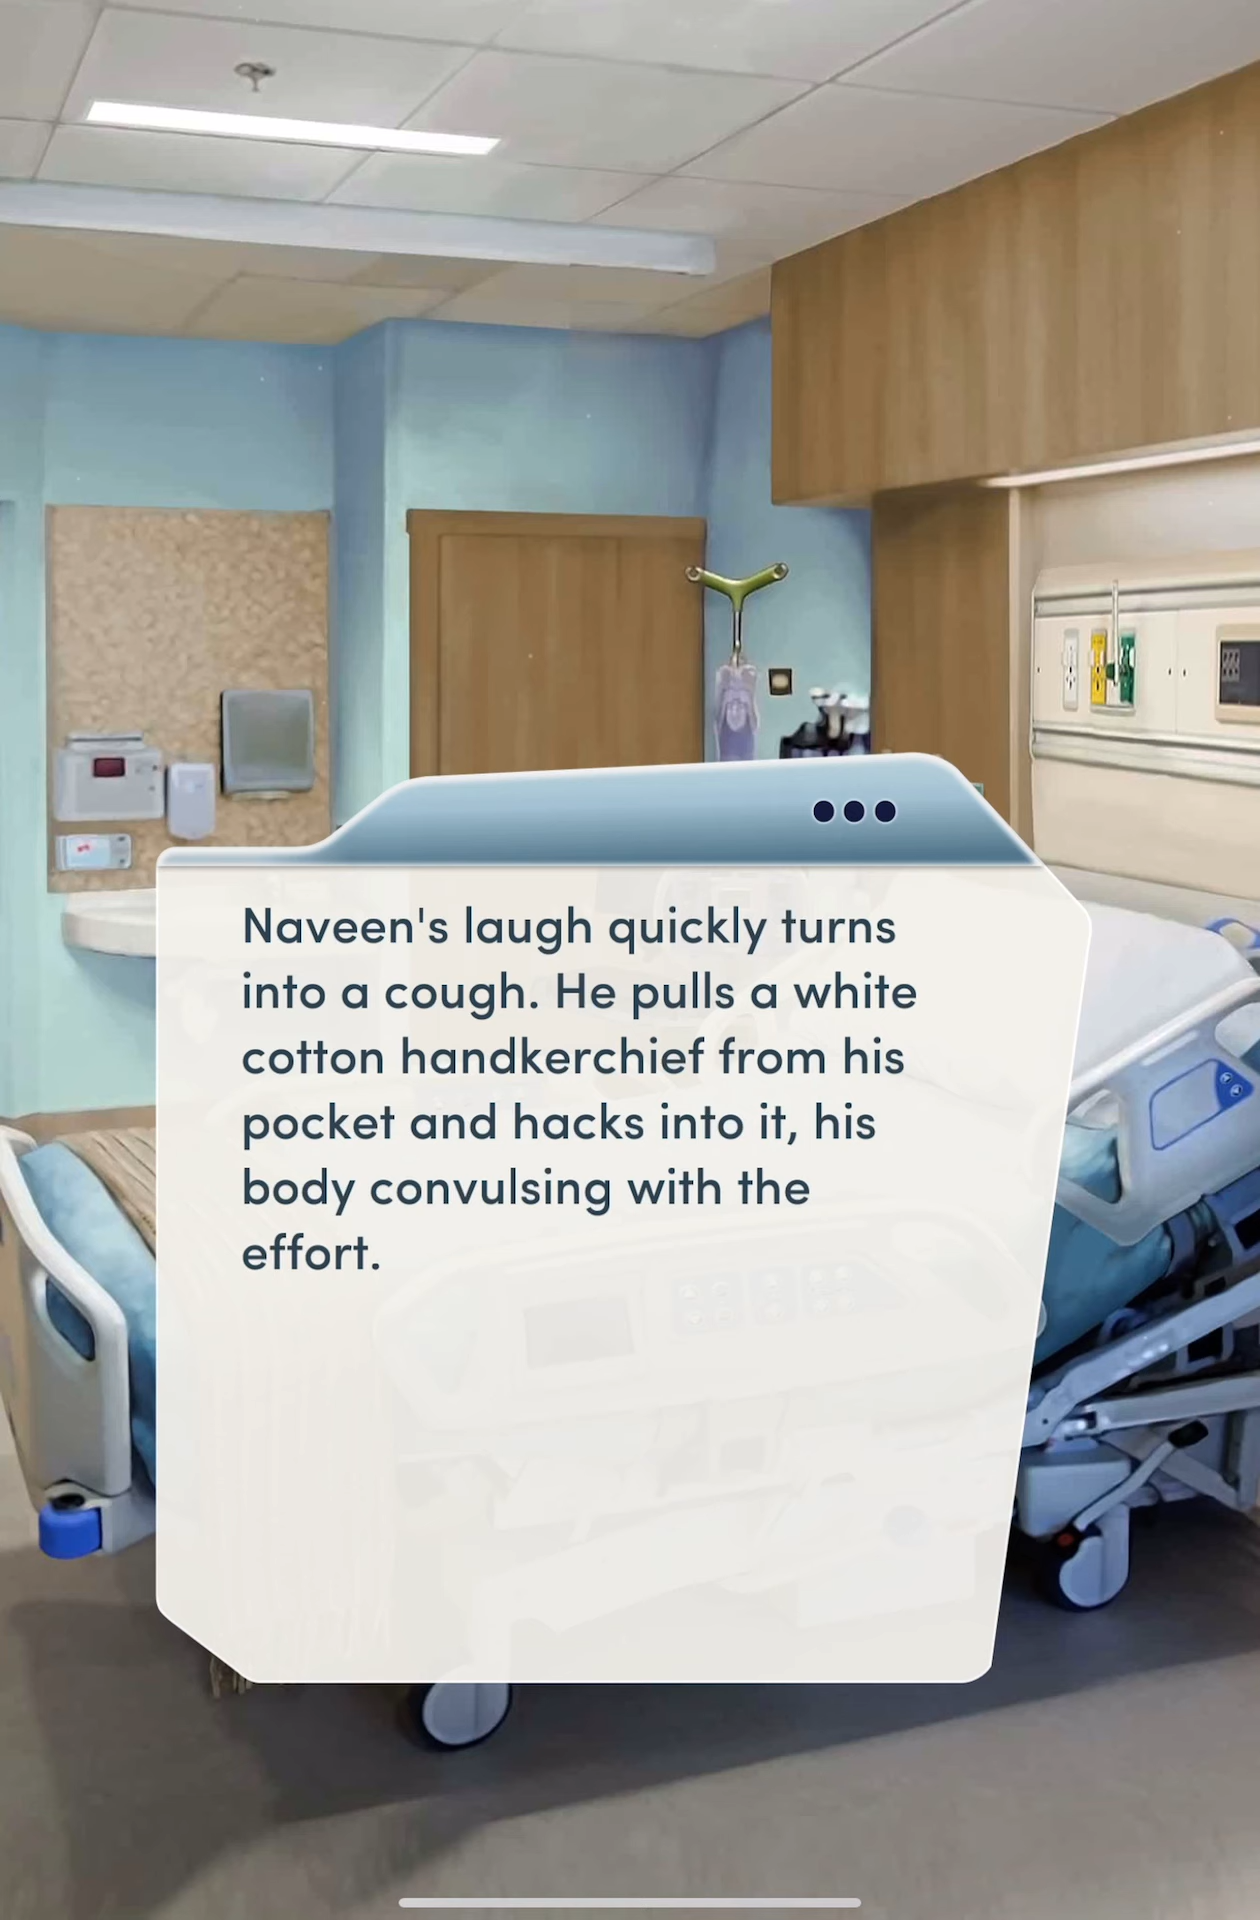 Naveen's laugh quickly turns
into a cough. He pulls a white
cotton handkerchief from his
pocket and hacks into it, his
body convulsing with the
effort.